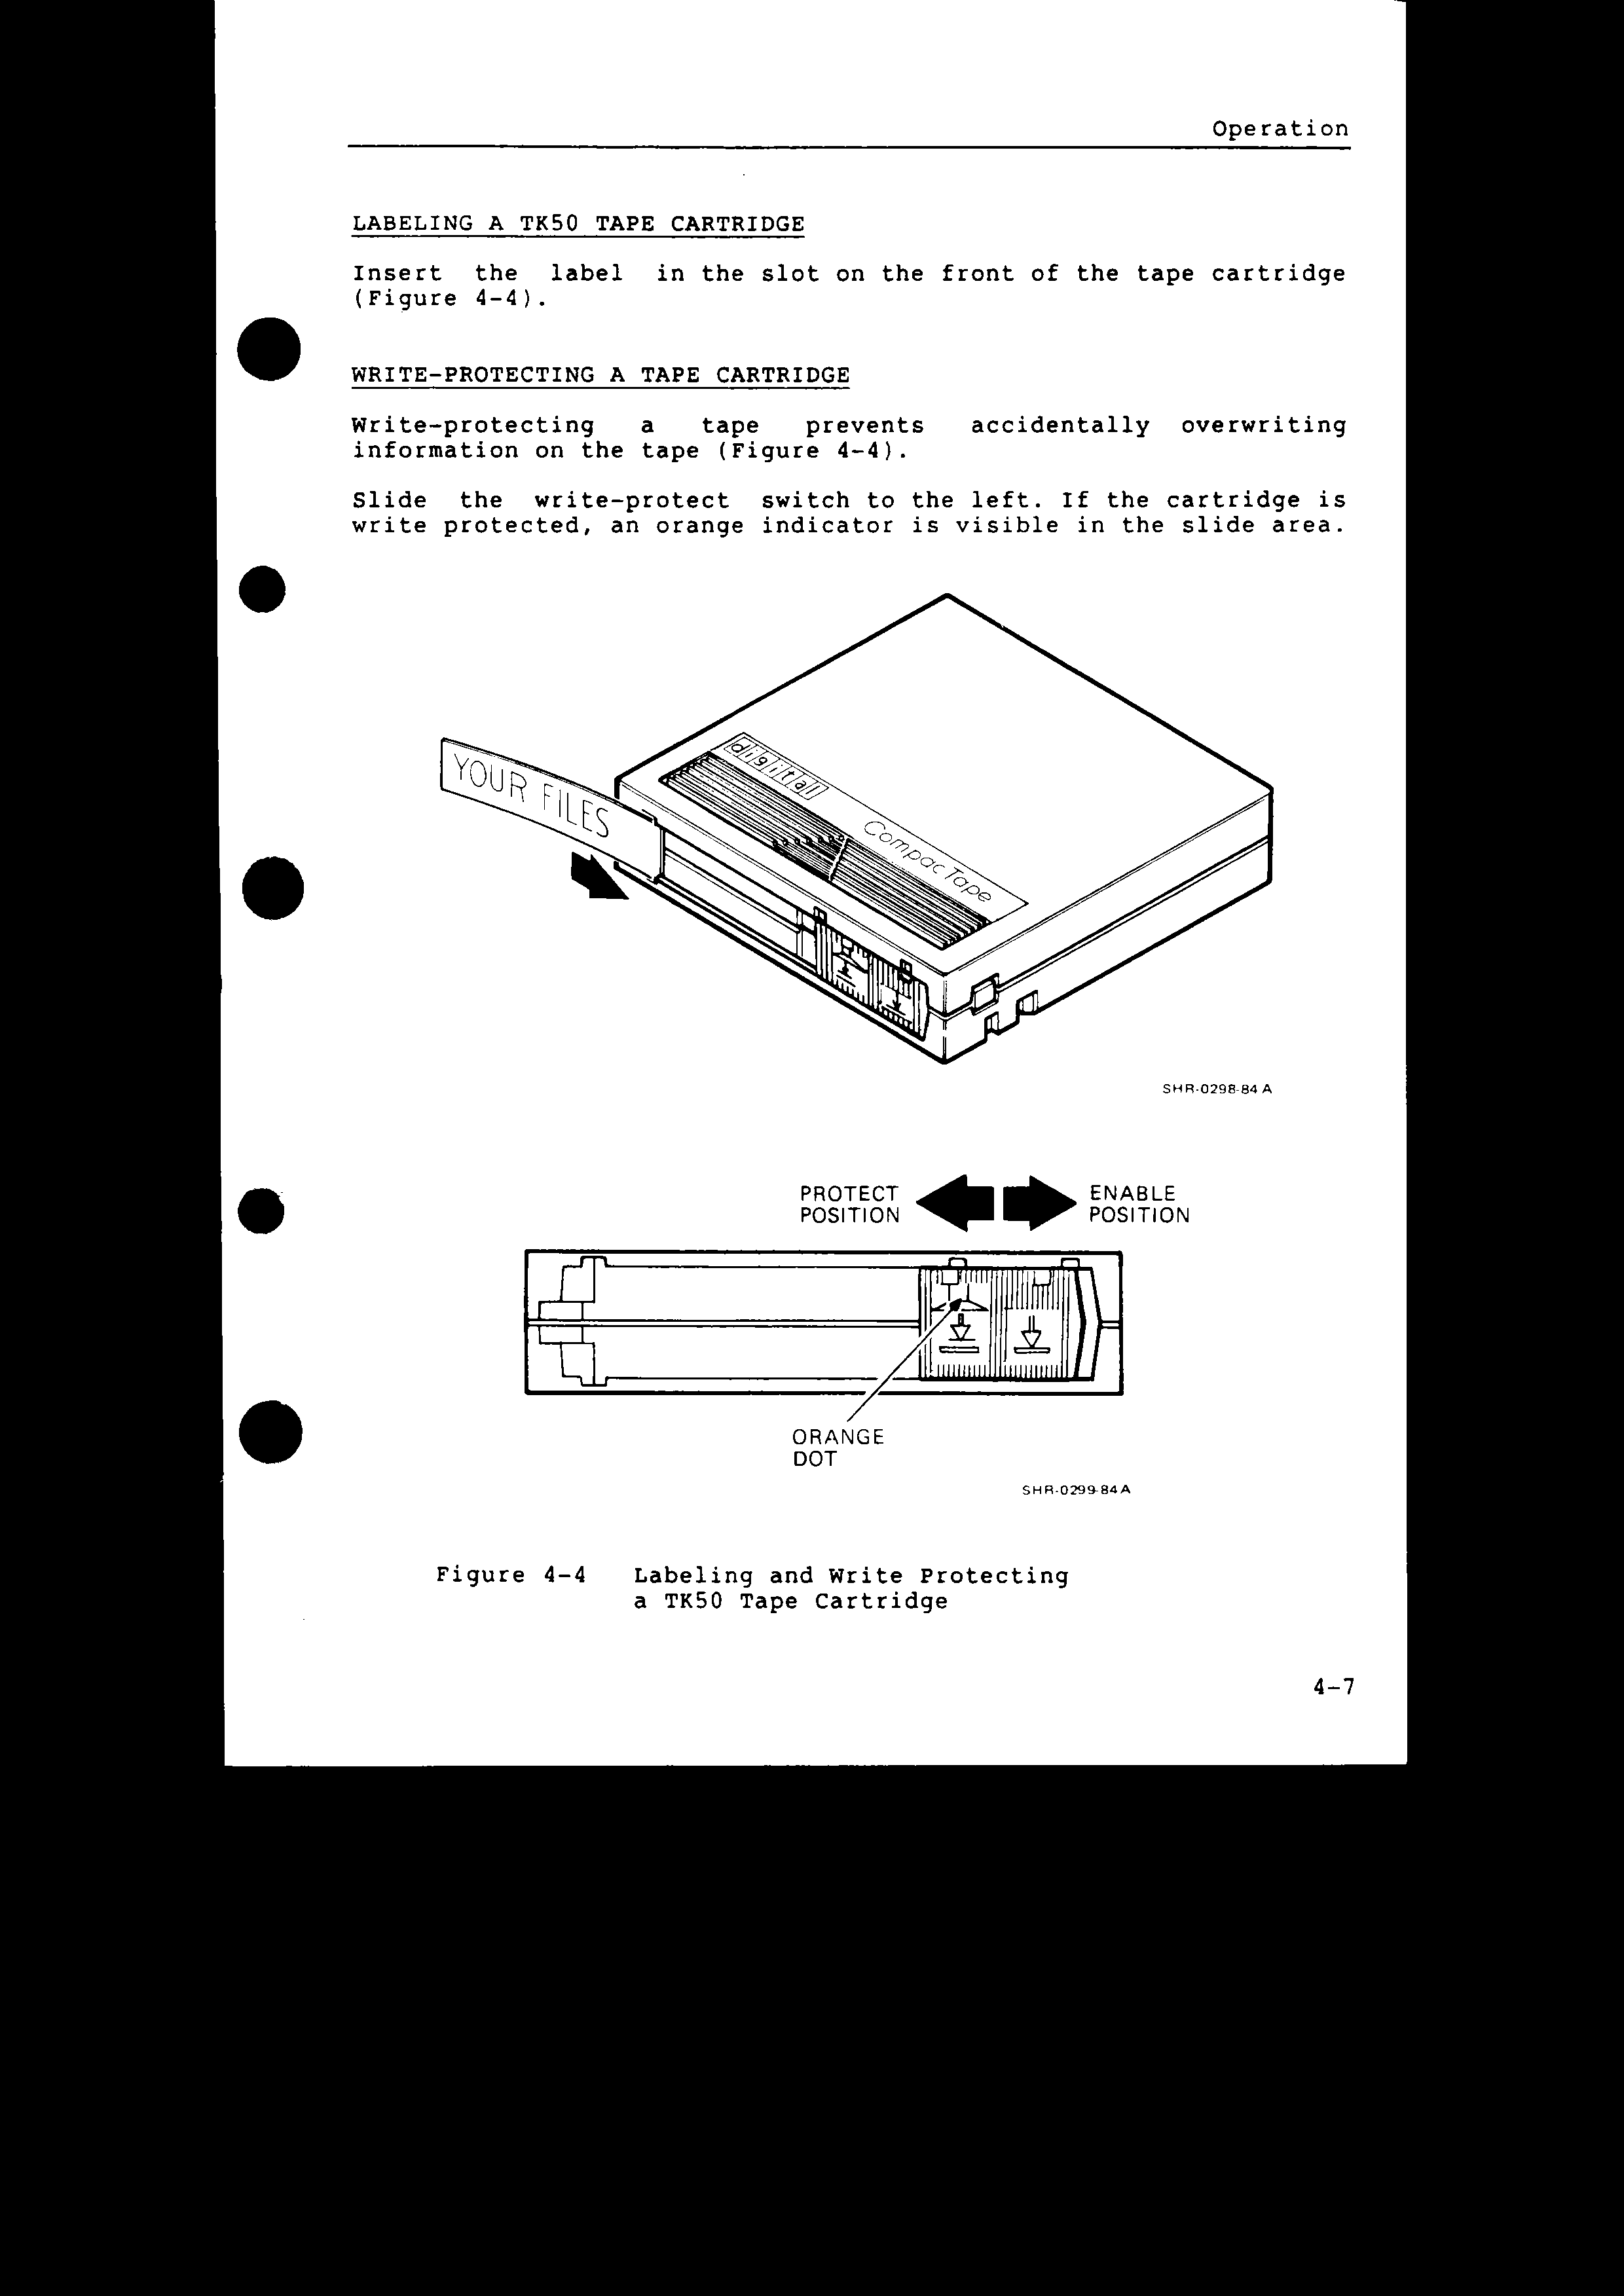 Operation
LABELING A TK50 TAPE CARTRIDGE
Insert the label in the slot on the front of the tape cartridge
(Figure 4-4).
WRITE-PROTECTING A TAPE CARTRIDGE
Write-protecting a tape prevents accidentally overwriting
information on the tape (Figure 4-4).
Slide the write-protect switch to the left. If the cartridge is
write protected, an orange indicator is visible in the slide area.
YOUR FILES
digital
CompacTape
SHR-0298-84 A
PROTECT
POSITION
ENABLE
POSITION
ORANGE
DOT
SHR-0299-84 A
Figure 4-4 Labeling and Write Protecting
a TK50 Tape Cartridge
4-7